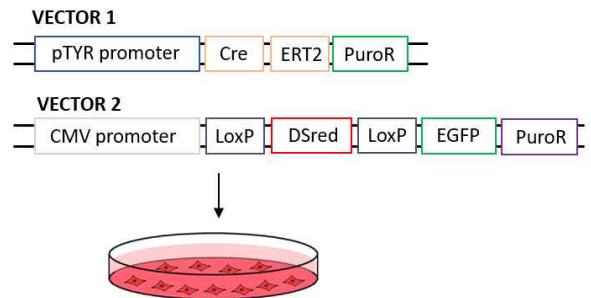 VECTOR 1
pTYR promoter Cre ERT2 PuroR
VECTOR 2
CMV promoter LoxP DSred LoxP EGFP PuroR